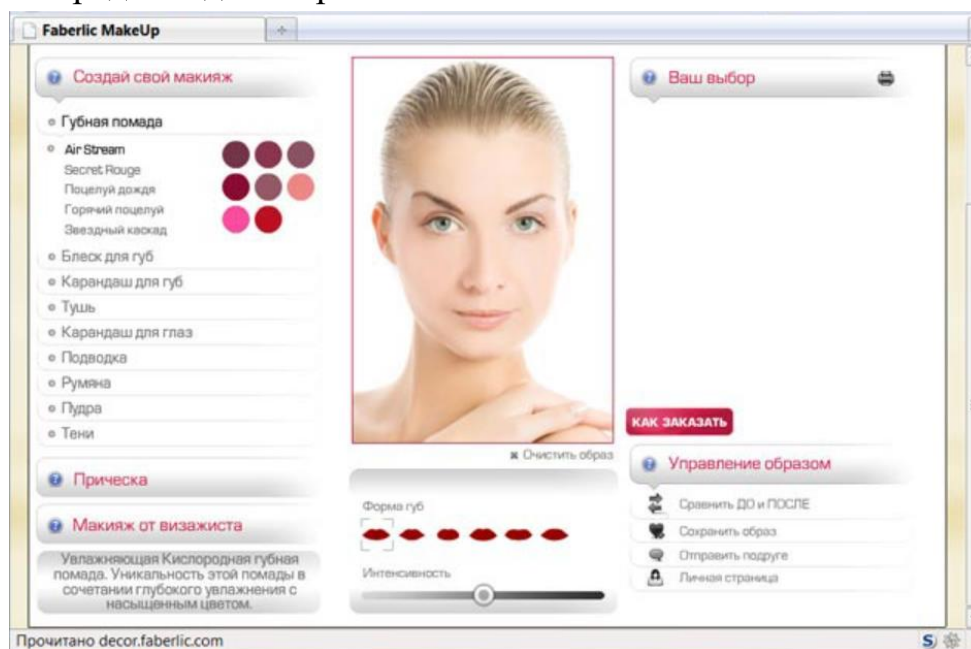 Faberlic MakeUp
Создай свой макияж
Губная помада
Air Stream
Secret Rouge
Поцелуй дождя
Горячий поцелуй
Звездный каскад
Блеск для губ
Карандаш для губ
Тушь
Карандаш для глаз
Подводка
Румяна
Пудра
Тени
Прическа
Макияж от визажиста
Увлажняющая Кислородная губная
помада. Уникальность этой помады в
сочетании глубокого увлажнения с
насыщенным цветом.
Очистить образ
Форма губ
Интенсивность
Ваш выбор
КАК ЗАКАЗАТЬ
Управление образом
Сравнить ДО и ПОСЛЕ
Сохранить образ
Отправить подруге
Личная страница
Прочитано decor.faberlic.com